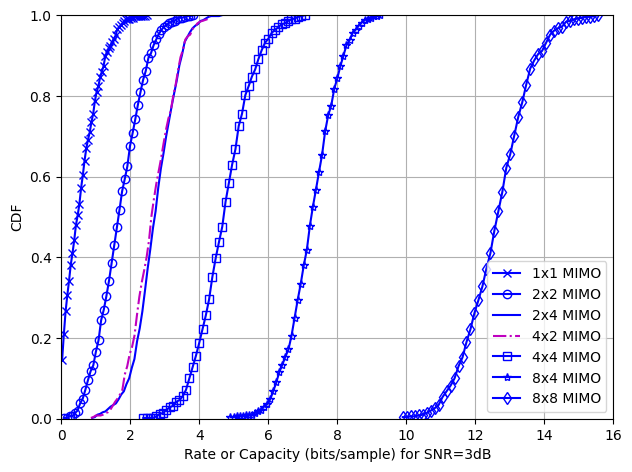 1.0
0.8
0.6
0.4
0.2
0.0
CDF
1x1 MIMO
2x2 MIMO
2x4 MIMO
4x2 MIMO
4x4 MIMO
8x4 MIMO
8x8 MIMO
0 2 4 6 8 10 12 14 16
Rate or Capacity (bits/sample) for SNR=3dB